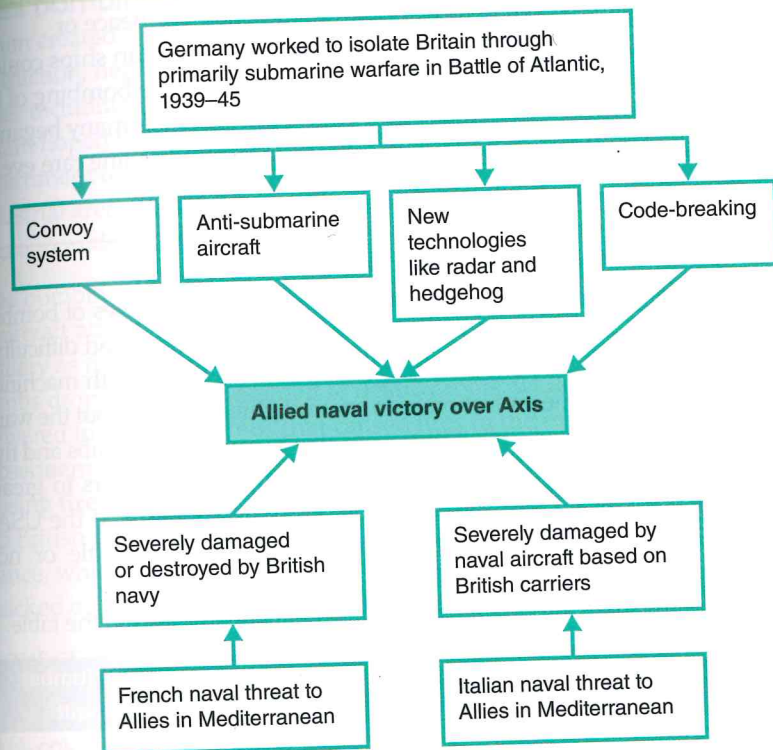 Germany worked to isolate Britain through
primarily submarine warfare in Battle of Atlantic,
1939–45
Convoy
system
Anti-submarine
aircraft
New
technologies
like radar and
hedgehog
Code-breaking
Allied naval victory over Axis
Severely damaged
or destroyed by British
navy
Severely damaged by
naval aircraft based on
British carriers
French naval threat to
Allies in Mediterranean
Italian naval threat to
Allies in Mediterranean